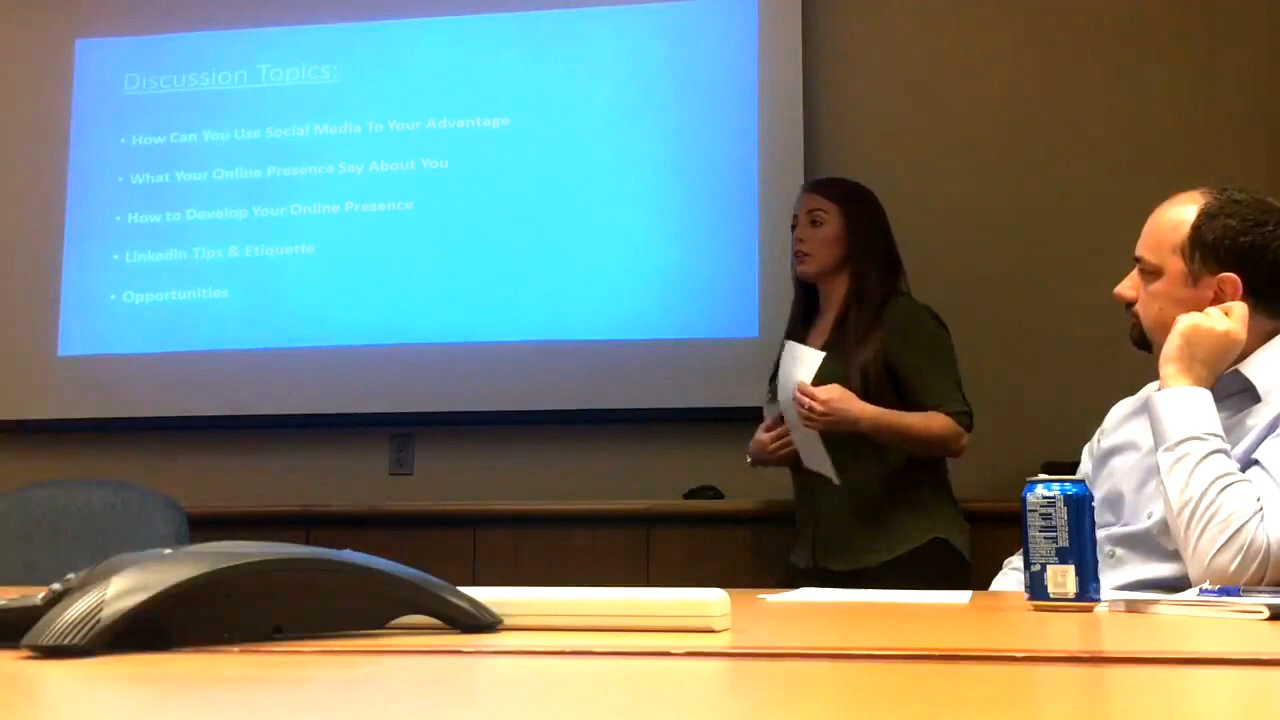 Discussion Topics:
• How Can You Use Social Media To Your Advantage
• What Your Online Presence Say About You
• How to Develop Your Online Presence
• LinkedIn Tips & Etiquette
• Opportunities